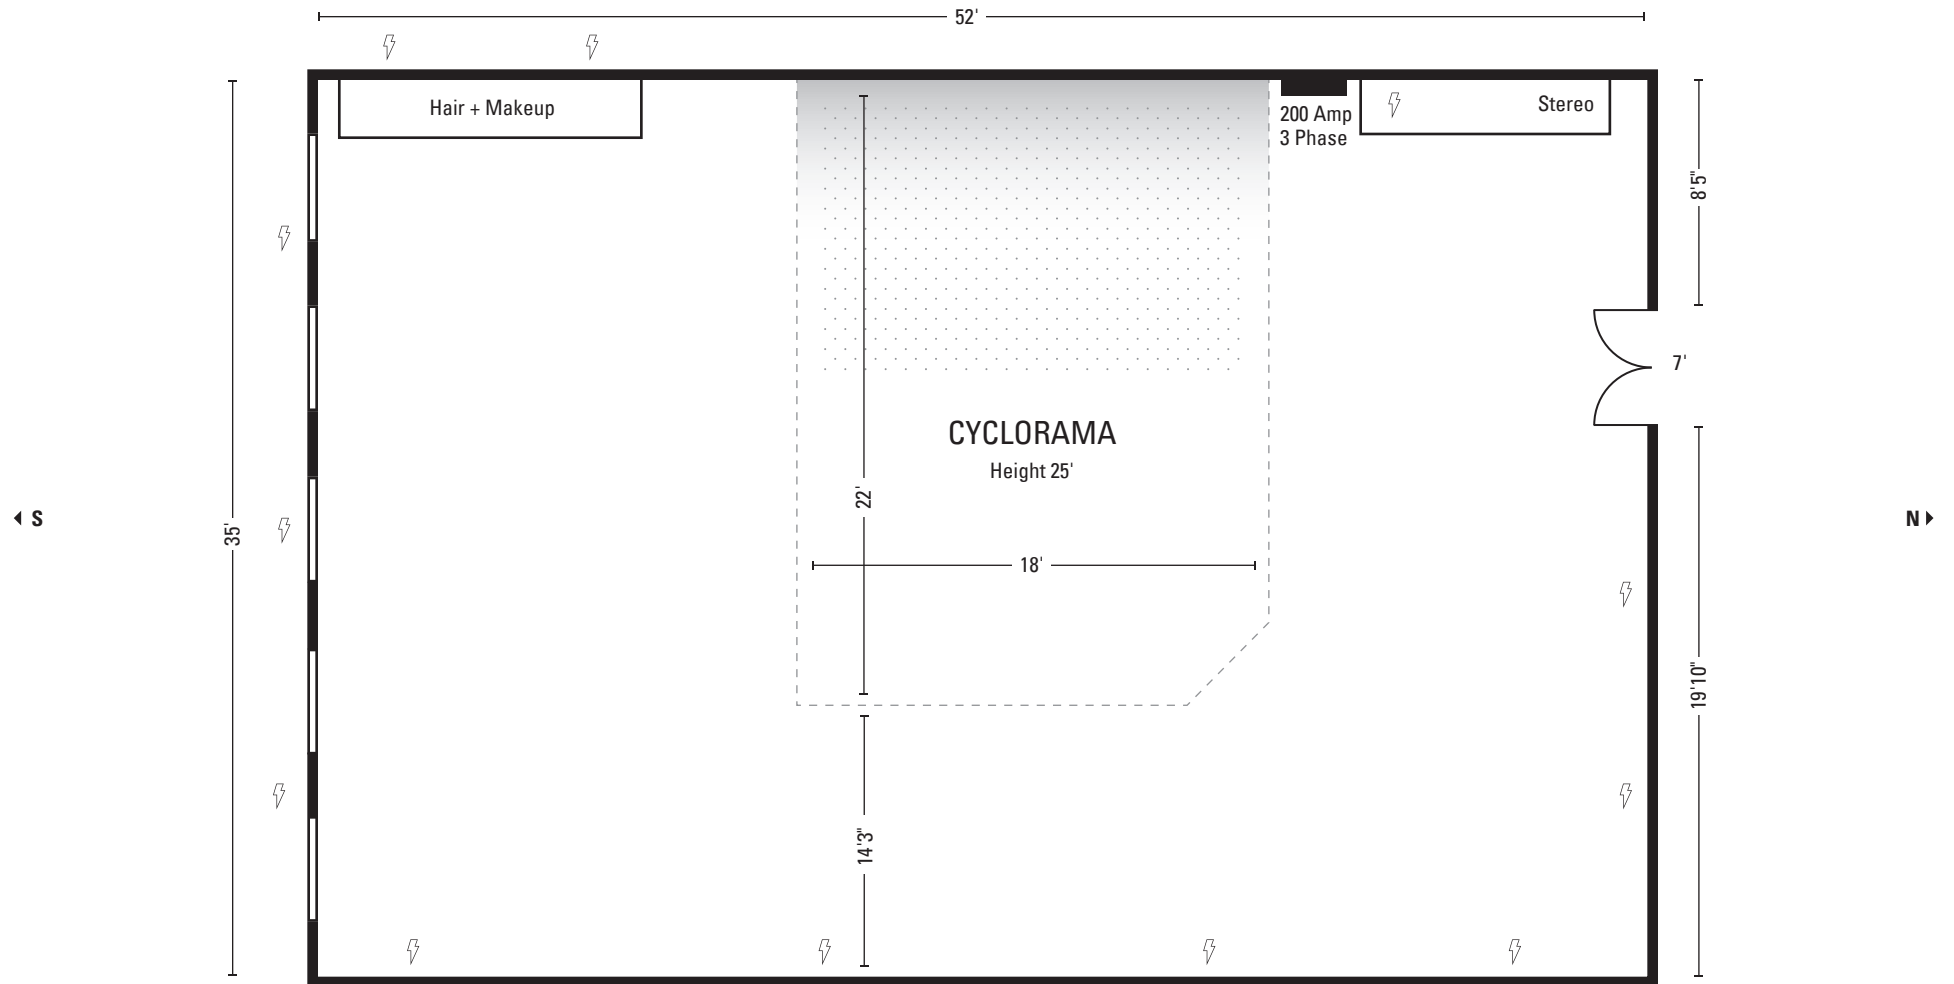 52'
Hair + Makeup
200 Amp
3 Phase
Stereo
8'5"
7'
CYCLORAMA
Height 25'
22'
S
N
35'
18'
19'10"
14'3"